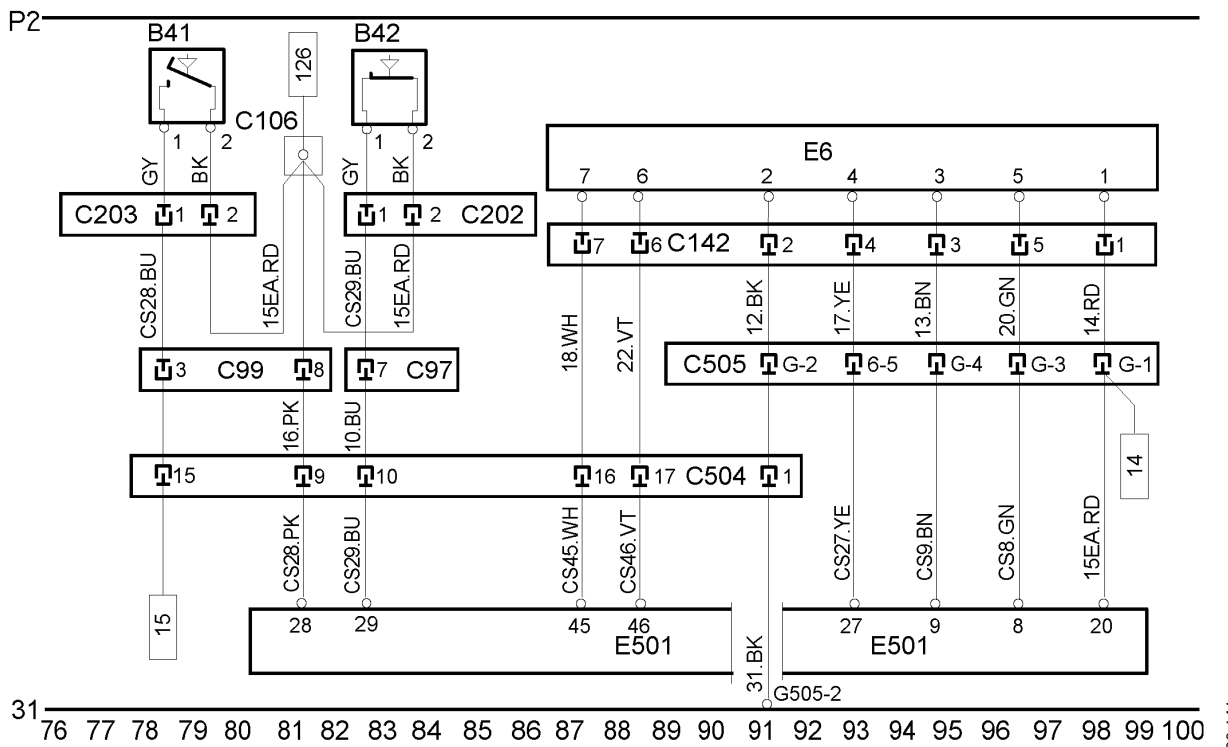 P2
B41
B42
126
C106
1 2
1 2
E6
7 6 2 4 3 5 1
GY
BK
GY
BK
C203 1 2
1 2 C202
7 6 C142 2 4 3 5 1
CS28.BU
15EA.RD
CS29.BU
15EA.RD
18.WH
22.VT
12.BK
17.YE
13.BN
20.GN
14.RD
3 C99 8
7 C97
C505 G-2 6-5 G-4 G-3 G-1
16.PK
10.BU
14
15 9 10 16 17 C504 1
CS28.PK
CS29.BU
CS45.WH
CS46.VT
CS27.YE
CS9.BN
CS8.GN
15EA.RD
15
28 29 45 46 27 9 8 20
E501 E501
31.BK
G505-2
31
76 77 78 79 80 81 82 83 84 85 86 87 88 89 90 91 92 93 94 95 96 97 98 99 100